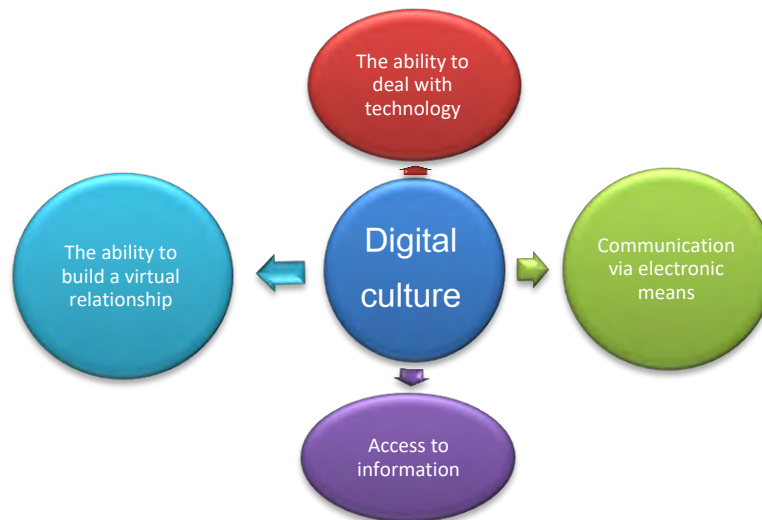 The ability to
deal with
technology
The ability to
build a virtual
relationship
Digital
culture
Communication
via electronic
means
Access to
information